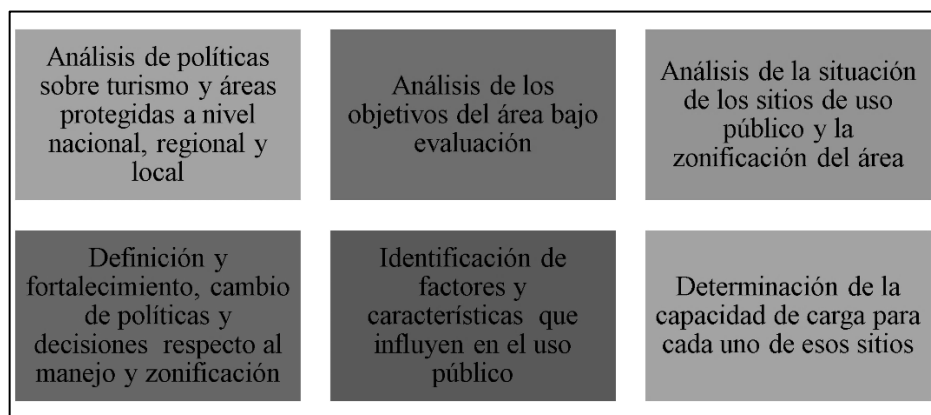 Análisis de políticas
sobre turismo y áreas
protegidas a nivel
nacional, regional y
local
Análisis de los
objetivos del área bajo
evaluación
Análisis de la situación
de los sitios de uso
público y la
zonificación del área
Definición y
fortalecimiento, cambio
de políticas y
decisiones respecto al
manejo y zonificación
Identificación de
factores y
características que
influyen en el uso
público
Determinación de la
capacidad de carga para
cada uno de esos sitios